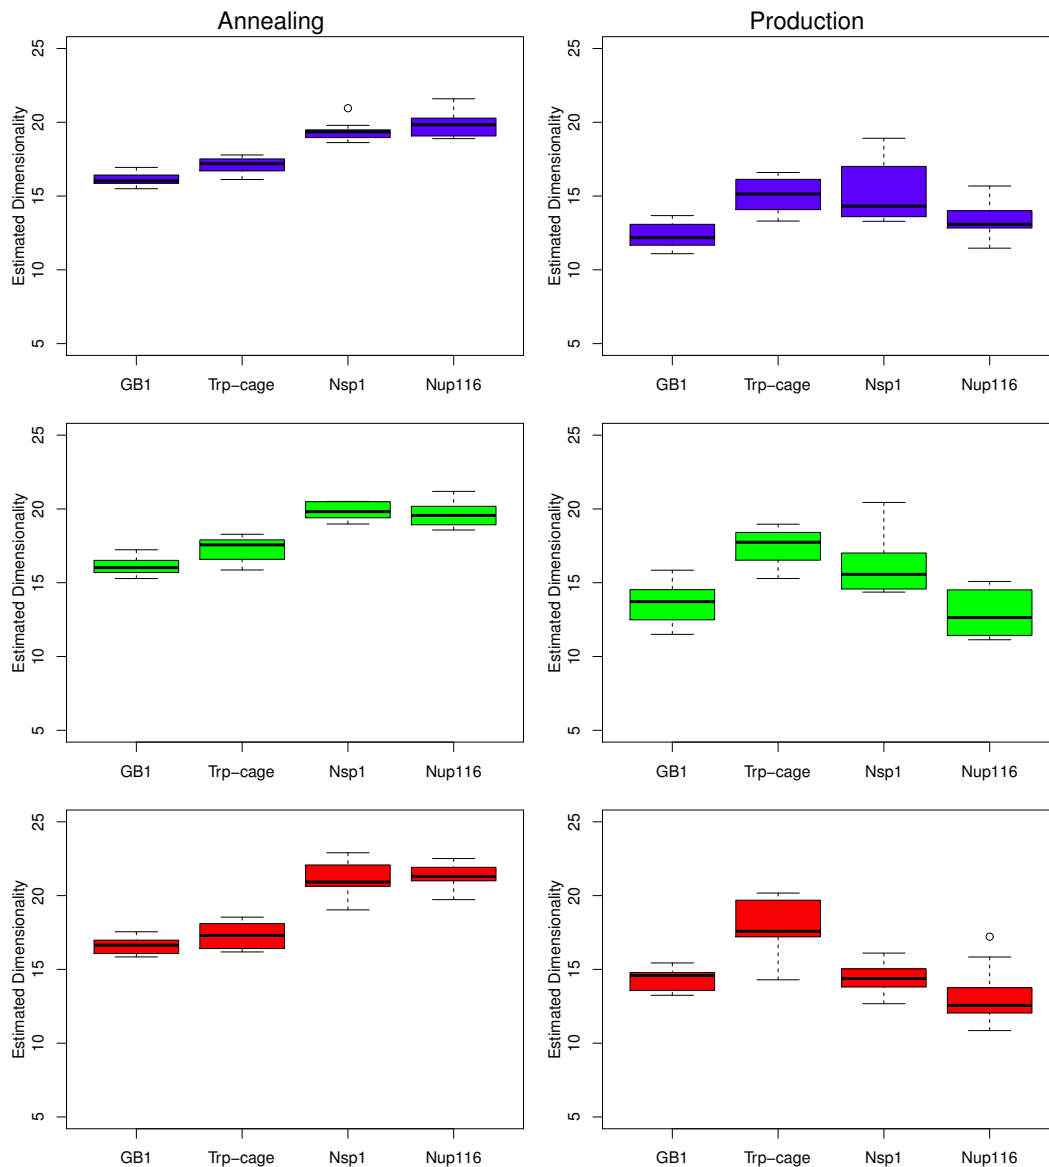 Annealing
Production
Estimated Dimensionality
25
20
15
10
5
GB1 Trp-cage Nsp1 Nup116
Estimated Dimensionality
25
20
15
10
5
GB1 Trp-cage Nsp1 Nup116
Estimated Dimensionality
25
20
15
10
5
GB1 Trp-cage Nsp1 Nup116
Estimated Dimensionality
25
20
15
10
5
GB1 Trp-cage Nsp1 Nup116
Estimated Dimensionality
25
20
15
10
5
GB1 Trp-cage Nsp1 Nup116
Estimated Dimensionality
25
20
15
10
5
GB1 Trp-cage Nsp1 Nup116